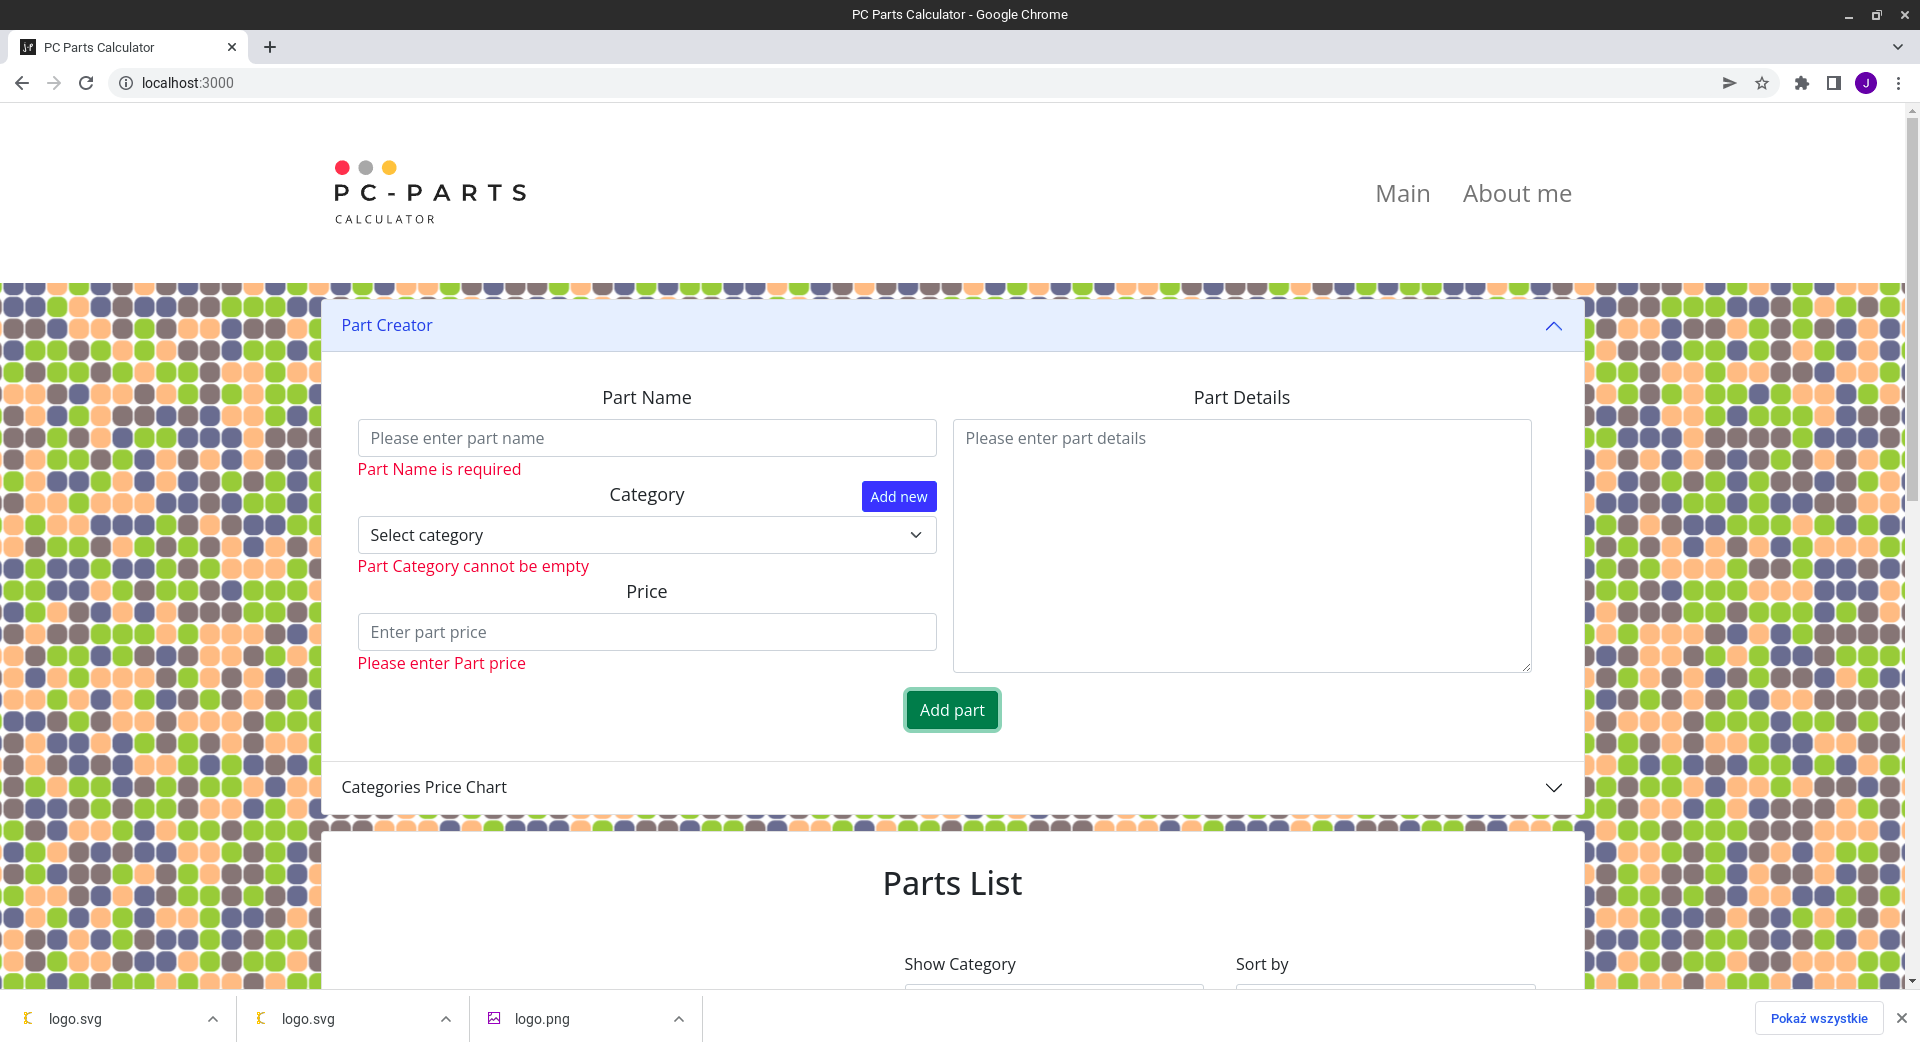 PC Parts Calculator - Google Chrome
PC Parts Calculator
localhost:3000
J
PC-PARTS
CALCULATOR
Main
About me
Part Creator
Part Name
Part Details
Please enter part name
Please enter part details
Part Name is required
Category
Add new
Select category
Part Category cannot be empty
Price
Enter part price
Please enter Part price
Add part
Categories Price Chart
Parts List
Show Category
Sort by
logo.svg
logo.svg
logo.png
Pokaż wszystkie